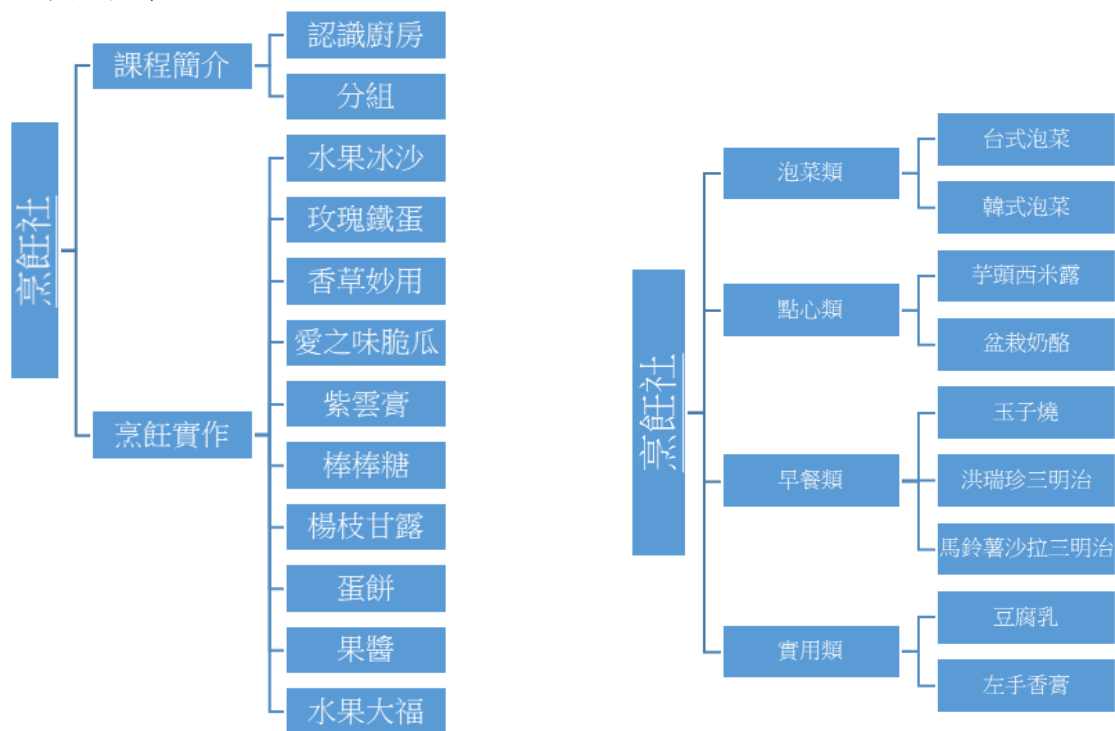 烹飪社
課程簡介
認識廚房
分組
烹飪實作
水果冰沙
玫瑰鐵蛋
香草妙用
愛之味脆瓜
紫雲膏
棒棒糖
楊枝甘露
蛋餅
果醬
水果大福
烹飪社
泡菜類
台式泡菜
韓式泡菜
點心類
芋頭西米露
盆栽奶酪
早餐類
玉子燒
洪瑞珍三明治
馬鈴薯沙拉三明治
實用類
豆腐乳
左手香膏